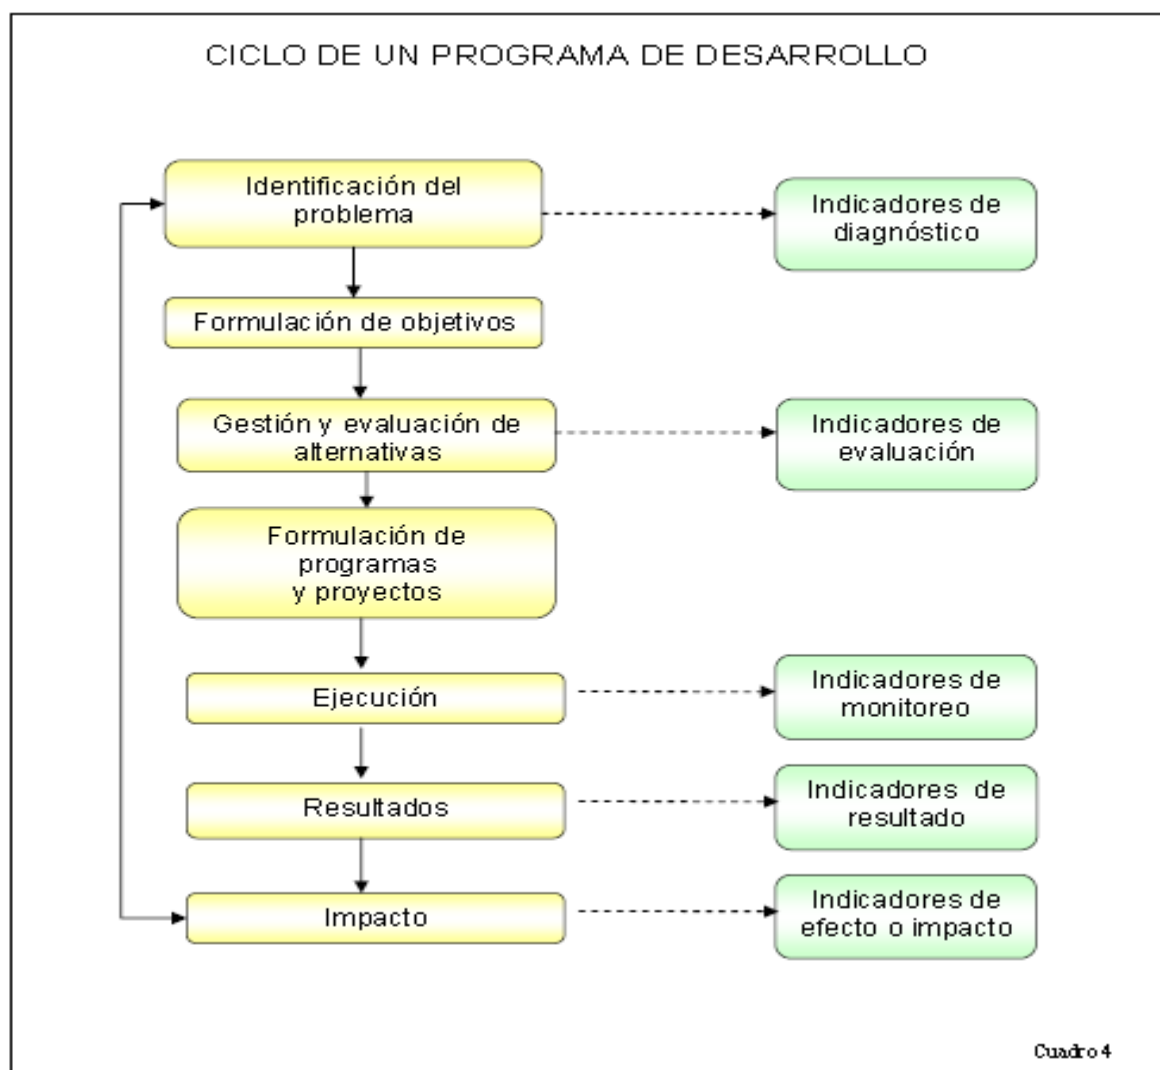 CICLO DE UN PROGRAMA DE DESARROLLO
Identificación del
problema
Indicadores de
diagnóstico
Formulación de objetivos
Gestión y evaluación de
alternativas
Indicadores de
evaluación
Formulación de
programas
y proyectos
Ejecución
Indicadores de
monitoreo
Resultados
Indicadores de
resultado
Impacto
Indicadores de
efecto o impacto
Cuadro 4